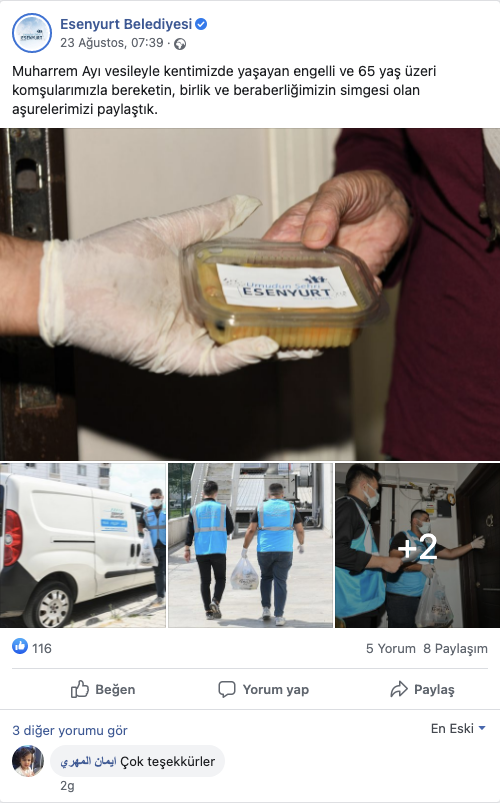 Esenyurt Belediyesi
23 Ağustos, 07:39 ·
Muharrem Ayı vesileyle kentimizde yaşayan engelli ve 65 yaş üzeri
komşularımızla bereketin, birlik ve beraberliğimizin simgesi olan
aşurelerimizi paylaştık.
Umudun Şehri
ESENYURT
+2
116
5 Yorum 8 Paylaşım
Beğen
Yorum yap
Paylaş
3 diğer yorumu gör
En Eski
ايمان المهري Çok teşekkürler
2g